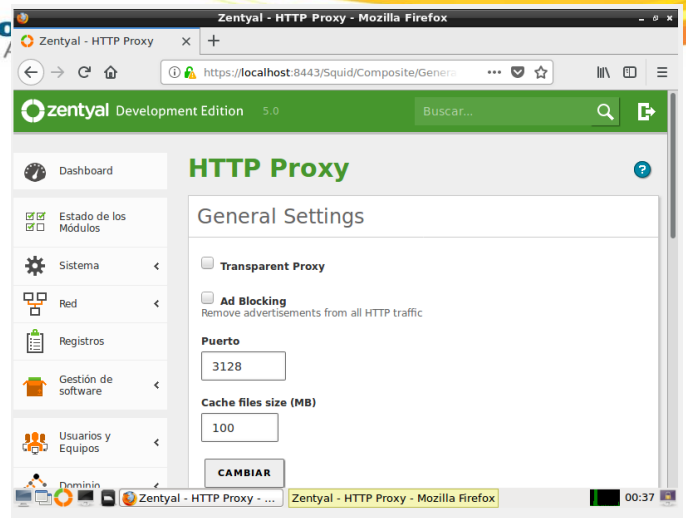 Zentyal - HTTP Proxy - Mozilla Firefox
Zentyal - HTTP Proxy
https://localhost:8443/Squid/Composite/Genera
zentyal Development Edition 5.0
Buscar...
Dashboard
Estado de los
Módulos
Sistema
Red
Registros
Gestión de
software
Usuarios y
Equipos
Dominio
HTTP Proxy
General Settings
Transparent Proxy
Ad Blocking
Remove advertisements from all HTTP traffic
Puerto
3128
Cache files size (MB)
100
CAMBIAR
Zentyal - HTTP Proxy - ...
Zentyal - HTTP Proxy - Mozilla Firefox
00:37